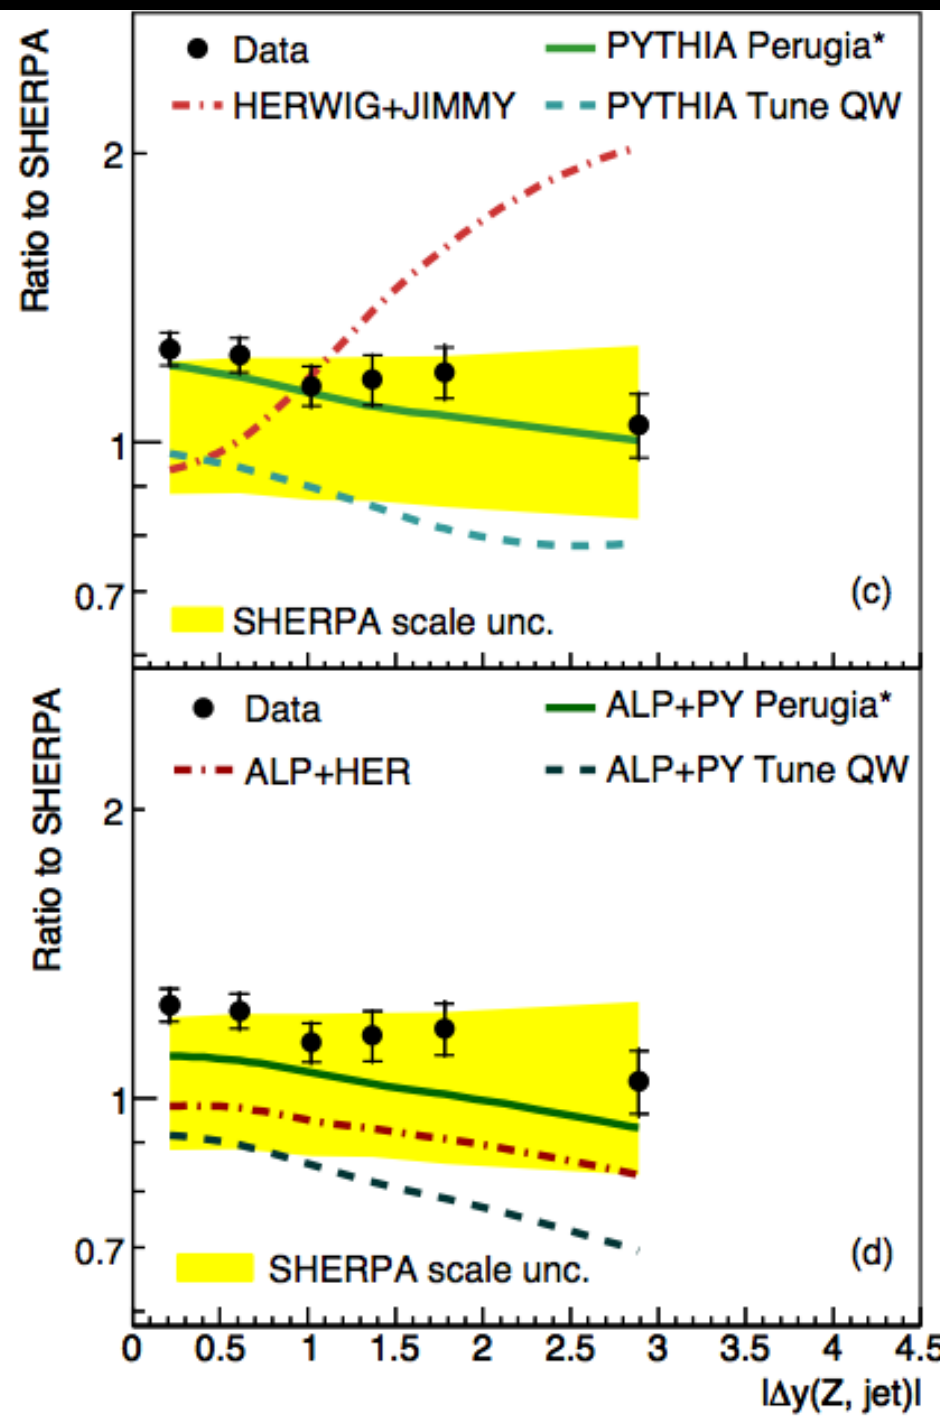 Ratio to SHERPA
Data
PYTHIA Perugia*
HERWIG+JIMMY
PYTHIA Tune QW
2
1
0.7
(c)
SHERPA scale unc.
Ratio to SHERPA
Data
ALP+PY Perugia*
ALP+HER
ALP+PY Tune QW
2
1
0.7
(d)
SHERPA scale unc.
0 0.5 1 1.5 2 2.5 3 3.5 4 4.5
|Δy(Z, jet)|